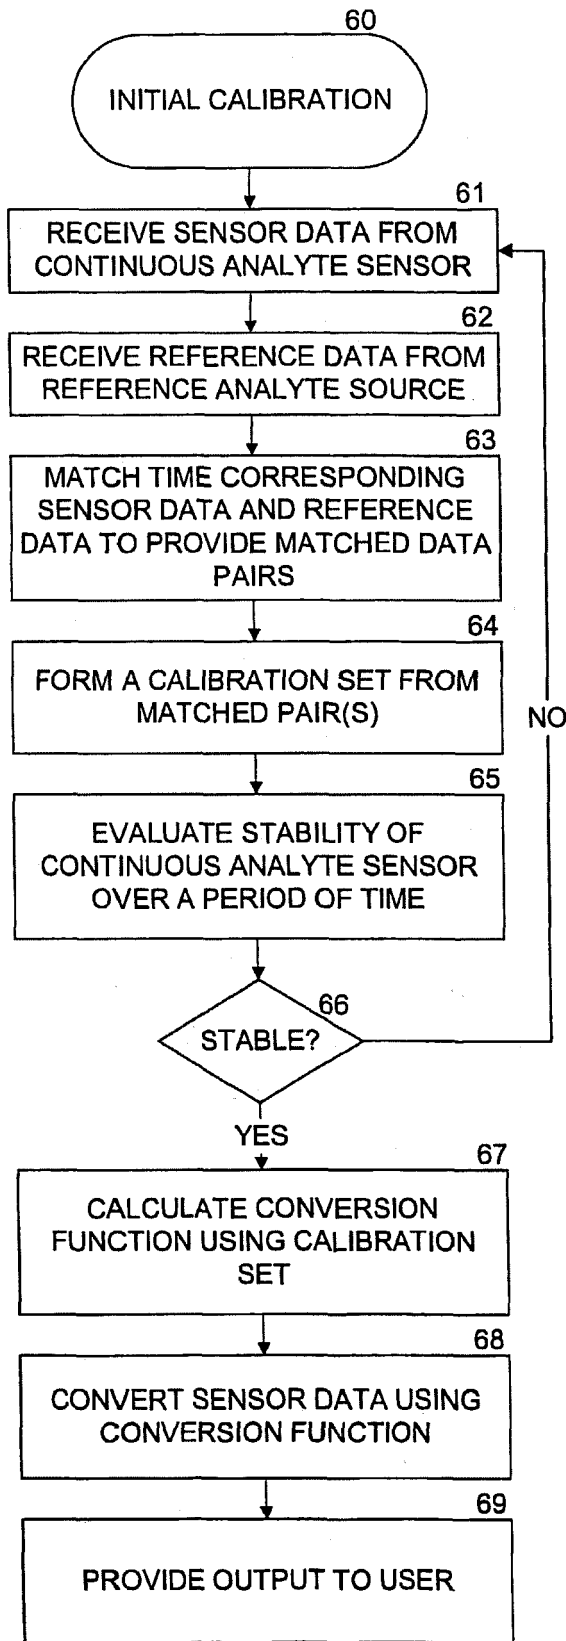 60
INITIAL CALIBRATION
61
RECEIVE SENSOR DATA FROM
CONTINUOUS ANALYTE SENSOR
62
RECEIVE REFERENCE DATA FROM
REFERENCE ANALYTE SOURCE
63
MATCH TIME CORRESPONDING
SENSOR DATA AND REFERENCE
DATA TO PROVIDE MATCHED DATA
PAIRS
64
FORM A CALIBRATION SET FROM
MATCHED PAIR(S)
NO
65
EVALUATE STABILITY OF
CONTINUOUS ANALYTE SENSOR
OVER A PERIOD OF TIME
66
STABLE?
YES
67
CALCULATE CONVERSION
FUNCTION USING CALIBRATION
SET
68
CONVERT SENSOR DATA USING
CONVERSION FUNCTION
69
PROVIDE OUTPUT TO USER